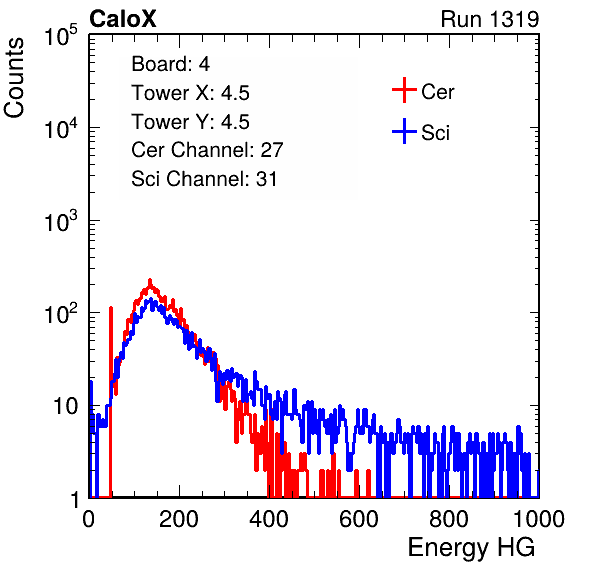 CaloX Run 1319
Counts
10^5
10^4
10^3
10^2
10
1
Board: 4
Tower X: 4.5
Tower Y: 4.5
Cer Channel: 27
Sci Channel: 31
Cer
Sci
0 200 400 600 800 1000
Energy HG